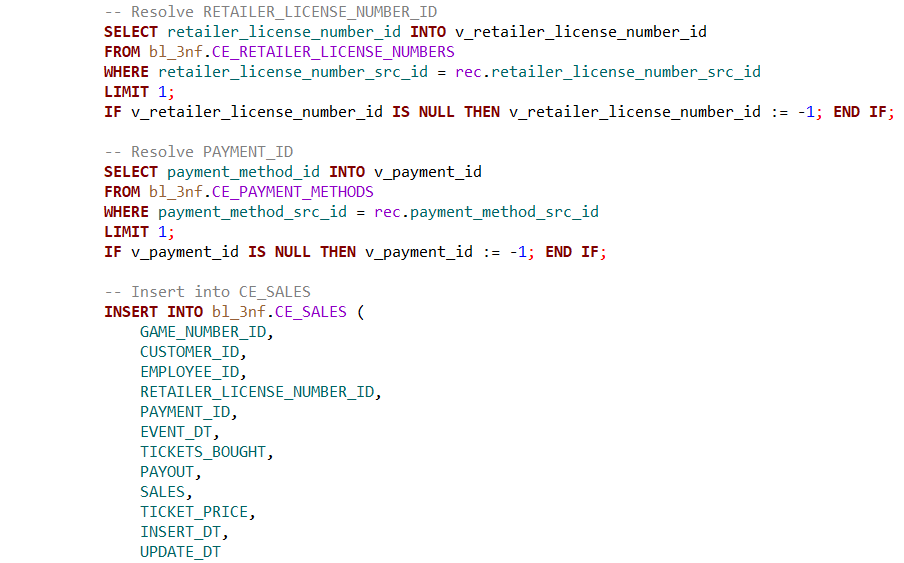 -- Resolve RETAILER_LICENSE_NUMBER_ID
SELECT retailer_license_number_id INTO v_retailer_license_number_id
FROM bl_3nf.CE_RETAILER_LICENSE_NUMBERS
WHERE retailer_license_number_src_id = rec.retailer_license_number_src_id
LIMIT 1;
IF v_retailer_license_number_id IS NULL THEN v_retailer_license_number_id := -1; END IF;
-- Resolve PAYMENT_ID
SELECT payment_method_id INTO v_payment_id
FROM bl_3nf.CE_PAYMENT_METHODS
WHERE payment_method_src_id = rec.payment_method_src_id
LIMIT 1;
IF v_payment_id IS NULL THEN v_payment_id := -1; END IF;
-- Insert into CE_SALES
INSERT INTO bl_3nf.CE_SALES (
GAME_NUMBER_ID,
CUSTOMER_ID,
EMPLOYEE_ID,
RETAILER_LICENSE_NUMBER_ID,
PAYMENT_ID,
EVENT_DT,
TICKETS_BOUGHT,
PAYOUT,
SALES,
TICKET_PRICE,
INSERT_DT,
UPDATE_DT